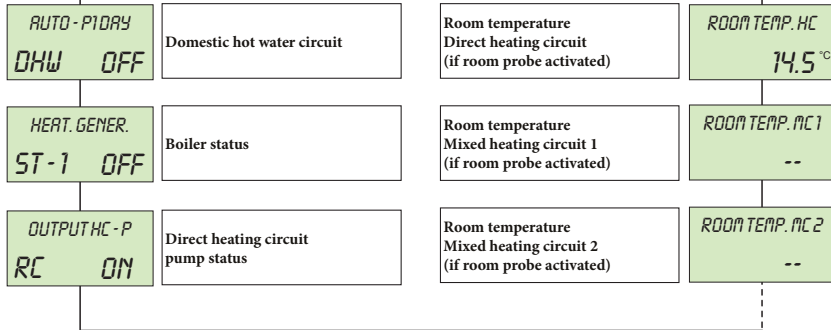 AUTO - P1 DAY
DHW OFF
Domestic hot water circuit
HEAT. GENER.
ST - 1 OFF
Boiler status
OUTPUT HC - P
RC ON
Direct heating circuit
pump status
Room temperature
Direct heating circuit
(if room probe activated)
ROOM TEMP. HC
14.5 °C
Room temperature
Mixed heating circuit 1
(if room probe activated)
ROOM TEMP. MC1
--
Room temperature
Mixed heating circuit 2
(if room probe activated)
ROOM TEMP. MC2
--